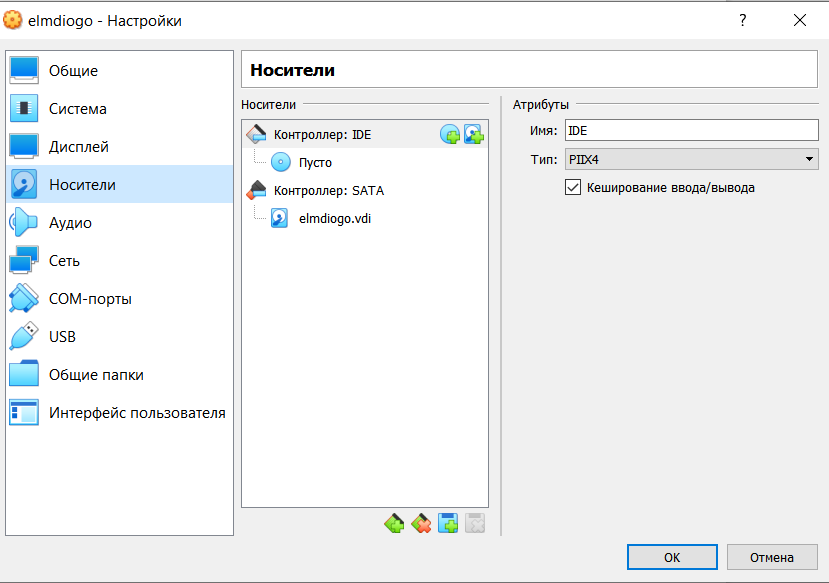 elmdiogo - Настройки
?
Общие
Система
Дисплей
Носители
Аудио
Сеть
COM-порты
USB
Общие папки
Интерфейс пользователя
Носители
Носители
Контроллер: IDE
Пусто
Контроллер: SATA
elmdiogo.vdi
Атрибуты
Имя: IDE
Тип: PIIX4
Кеширование ввода/вывода
OK
Отмена